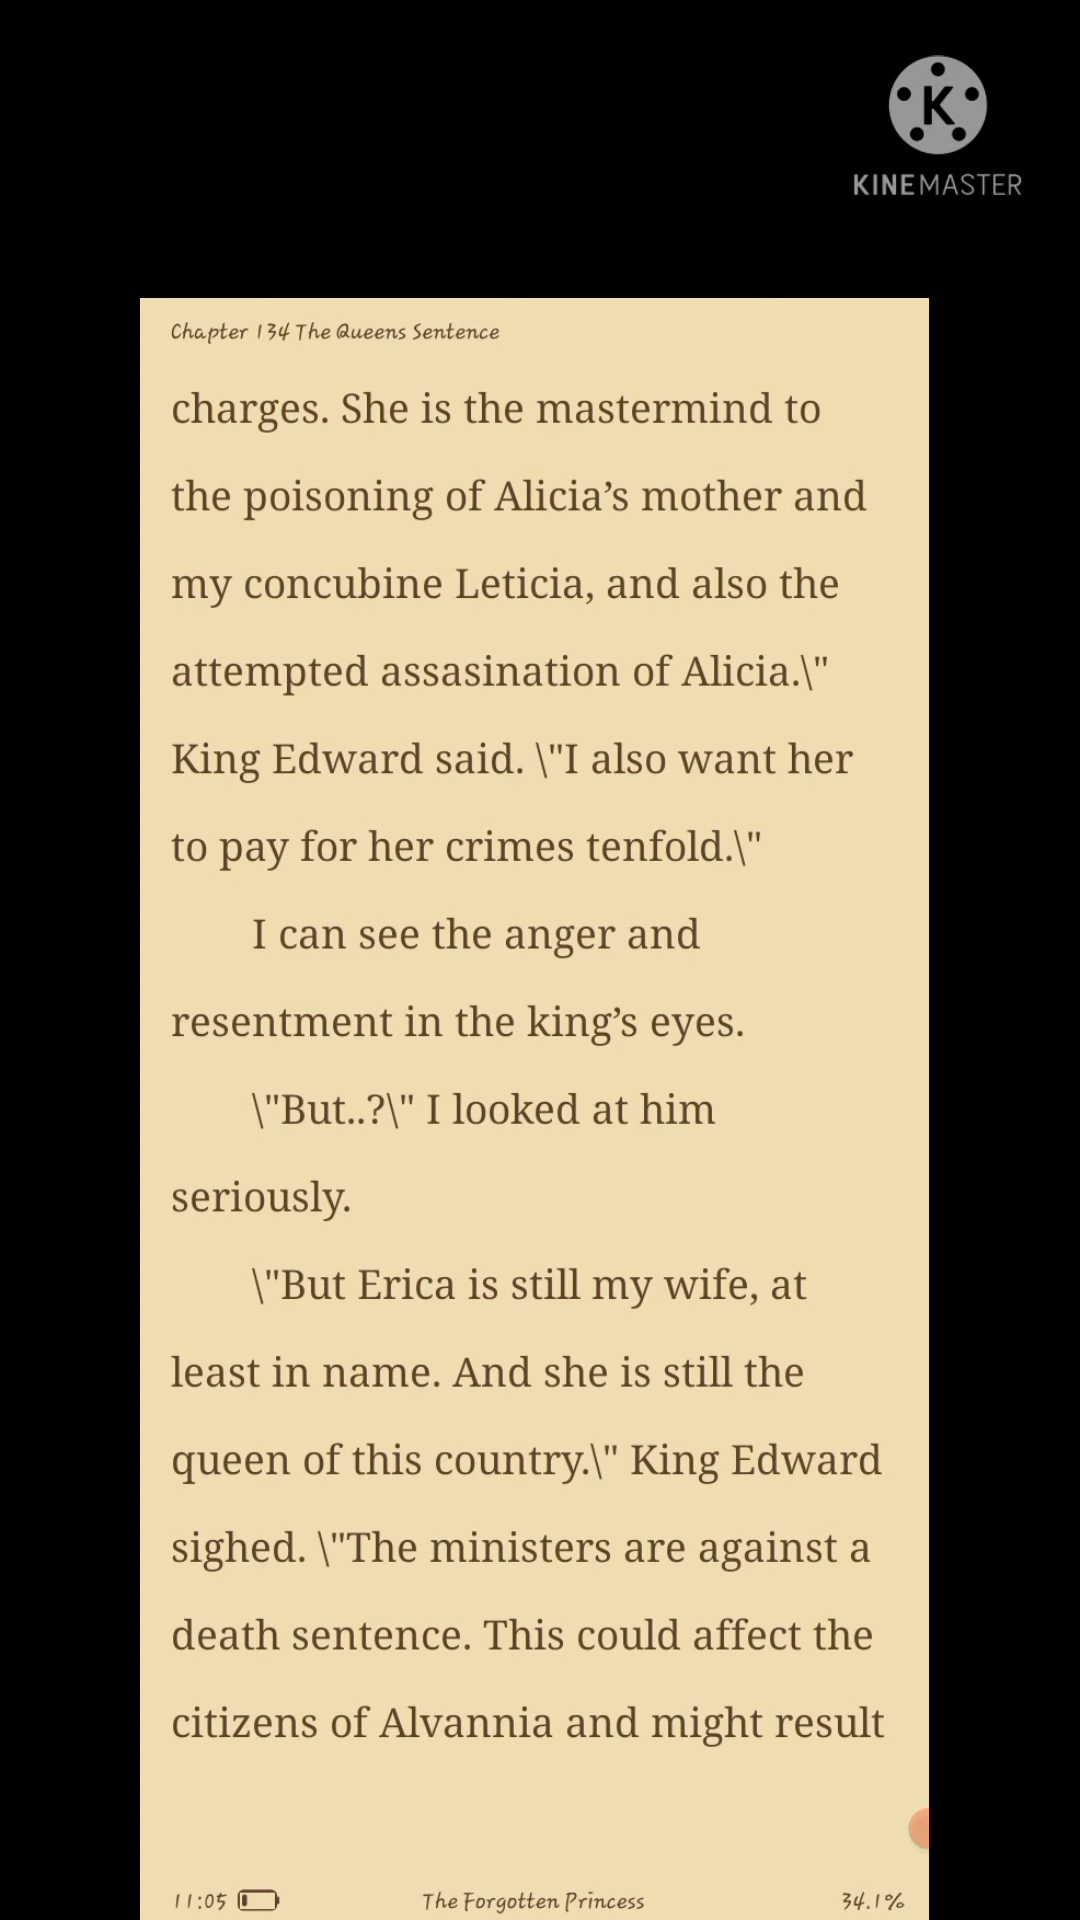 K
KINEMASTER
Chapter 134 The Queens Sentence
charges. She is the mastermind to
the poisoning of Alicia’s mother and
my concubine Leticia, and also the
attempted assasination of Alicia.\"
King Edward said. \"I also want her
to pay for her crimes tenfold.\"
I can see the anger and
resentment in the king’s eyes.
\"But..?\" I looked at him
seriously.
\"But Erica is still my wife, at
least in name. And she is still the
queen of this country.\" King Edward
sighed. \"The ministers are against a
death sentence. This could affect the
citizens of Alvannia and might result
11:05 The Forgotten Princess 34.1%